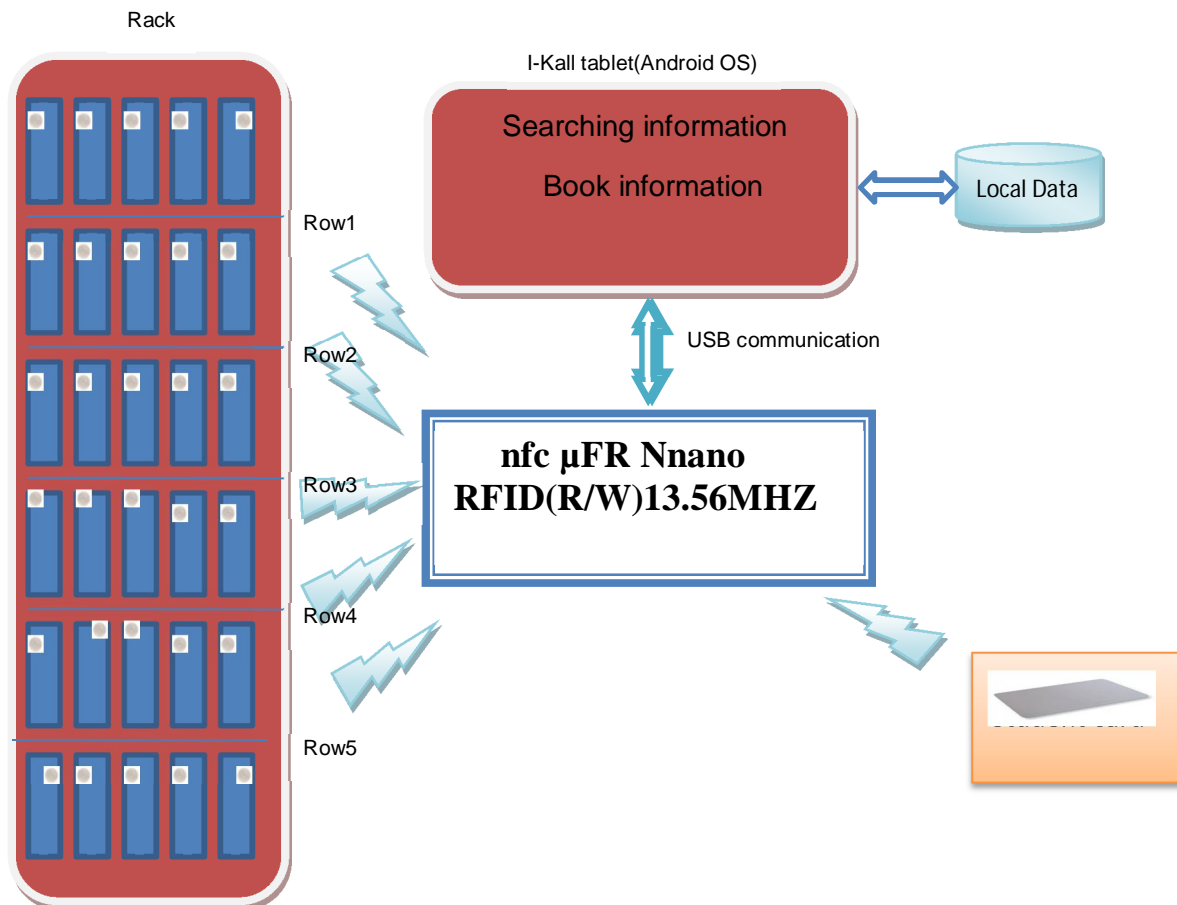 Rack
I-Kall tablet(Android OS)
Searching information
Book information
Local Data
Row1
USB communication
Row2
nfc µFR Nnano
RFID(R/W)13.56MHZ
Row3
Row4
Row5